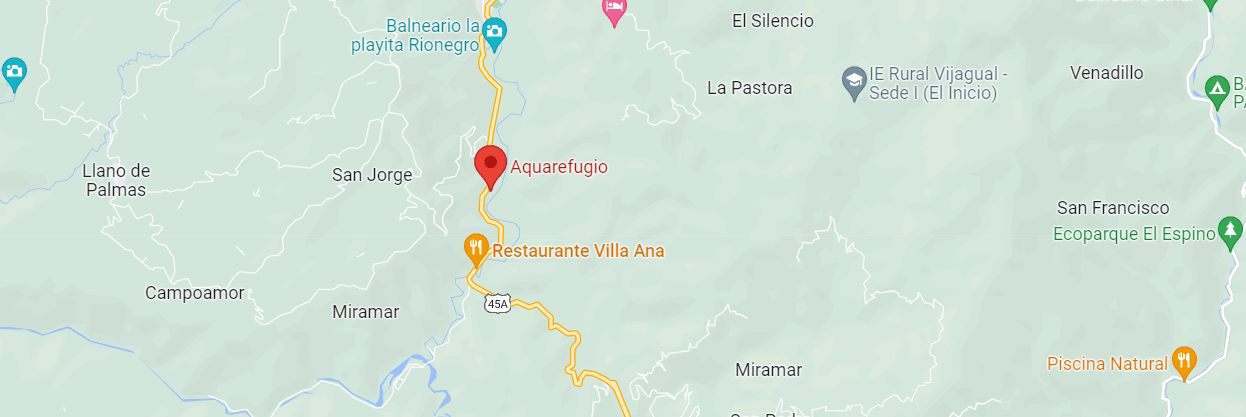 El Silencio
Balneario la
playita Rionegro
IE Rural Vijagual -
Sede I (El Inicio)
Venadillo
La Pastora
Llano de
Palmas
San Jorge
Aquarefugio
San Francisco
Ecoparque El Espino
Restaurante Villa Ana
Campoamor
Miramar
45A
Piscina Natural
Miramar